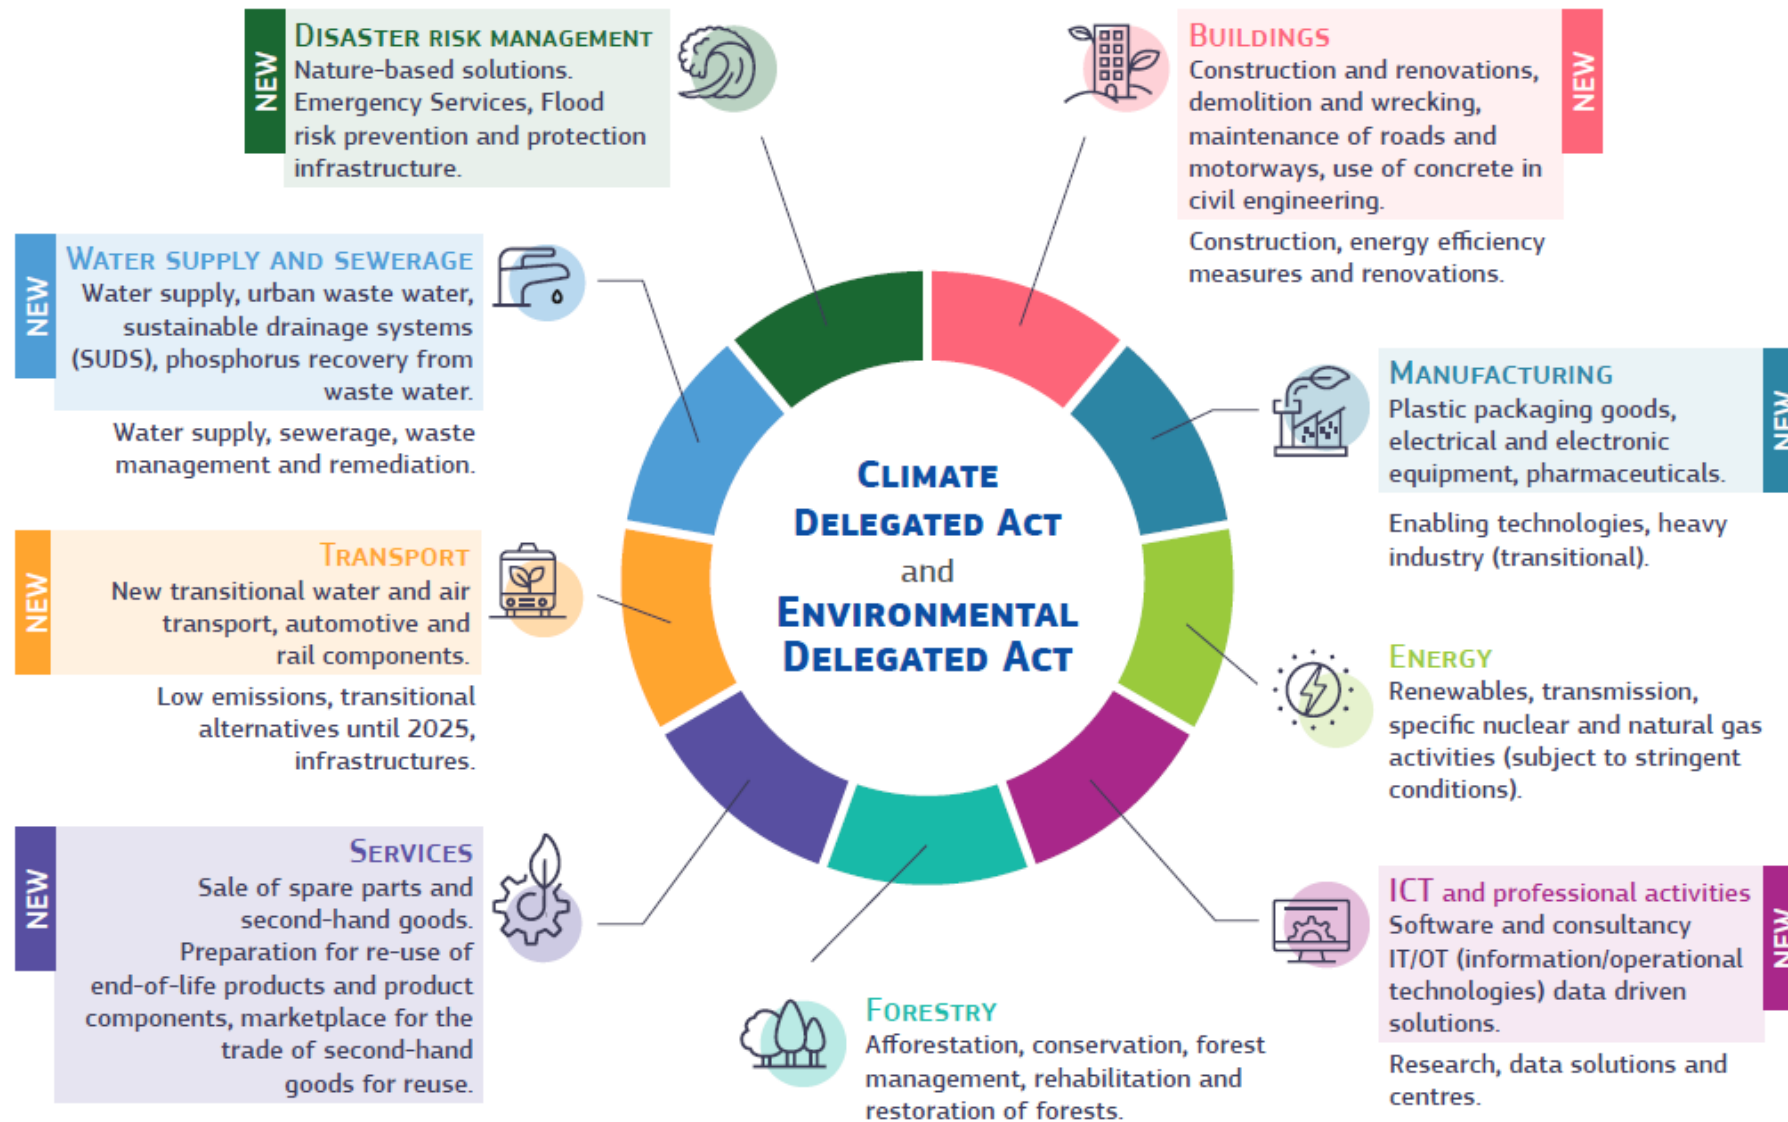 NEW
DISASTER RISK MANAGEMENT
Nature-based solutions.
Emergency Services, Flood
risk prevention and protection
infrastructure.
BUILDINGS
Construction and renovations,
demolition and wrecking,
maintenance of roads and
motorways, use of concrete in
civil engineering.
NEW
Construction, energy efficiency
measures and renovations.
NEW
WATER SUPPLY AND SEWERAGE
Water supply, urban waste water,
sustainable drainage systems
(SUDS), phosphorus recovery from
waste water.
Water supply, sewerage, waste
management and remediation.
MANUFACTURING
Plastic packaging goods,
electrical and electronic
equipment, pharmaceuticals.
NEW
Enabling technologies, heavy
industry (transitional).
CLIMATE
DELEGATED ACT
and
ENVIRONMENTAL
DELEGATED ACT
NEW
TRANSPORT
New transitional water and air
transport, automotive and
rail components.
Low emissions, transitional
alternatives until 2025,
infrastructures.
ENERGY
Renewables, transmission,
specific nuclear and natural gas
activities (subject to stringent
conditions).
NEW
SERVICES
Sale of spare parts and
second-hand goods.
Preparation for re-use of
end-of-life products and product
components, marketplace for the
trade of second-hand
goods for reuse.
ICT and professional activities
Software and consultancy
IT/OT (information/operational
technologies) data driven
solutions.
NEW
Research, data solutions and
centres.
FORESTRY
Afforestation, conservation, forest
management, rehabilitation and
restoration of forests.